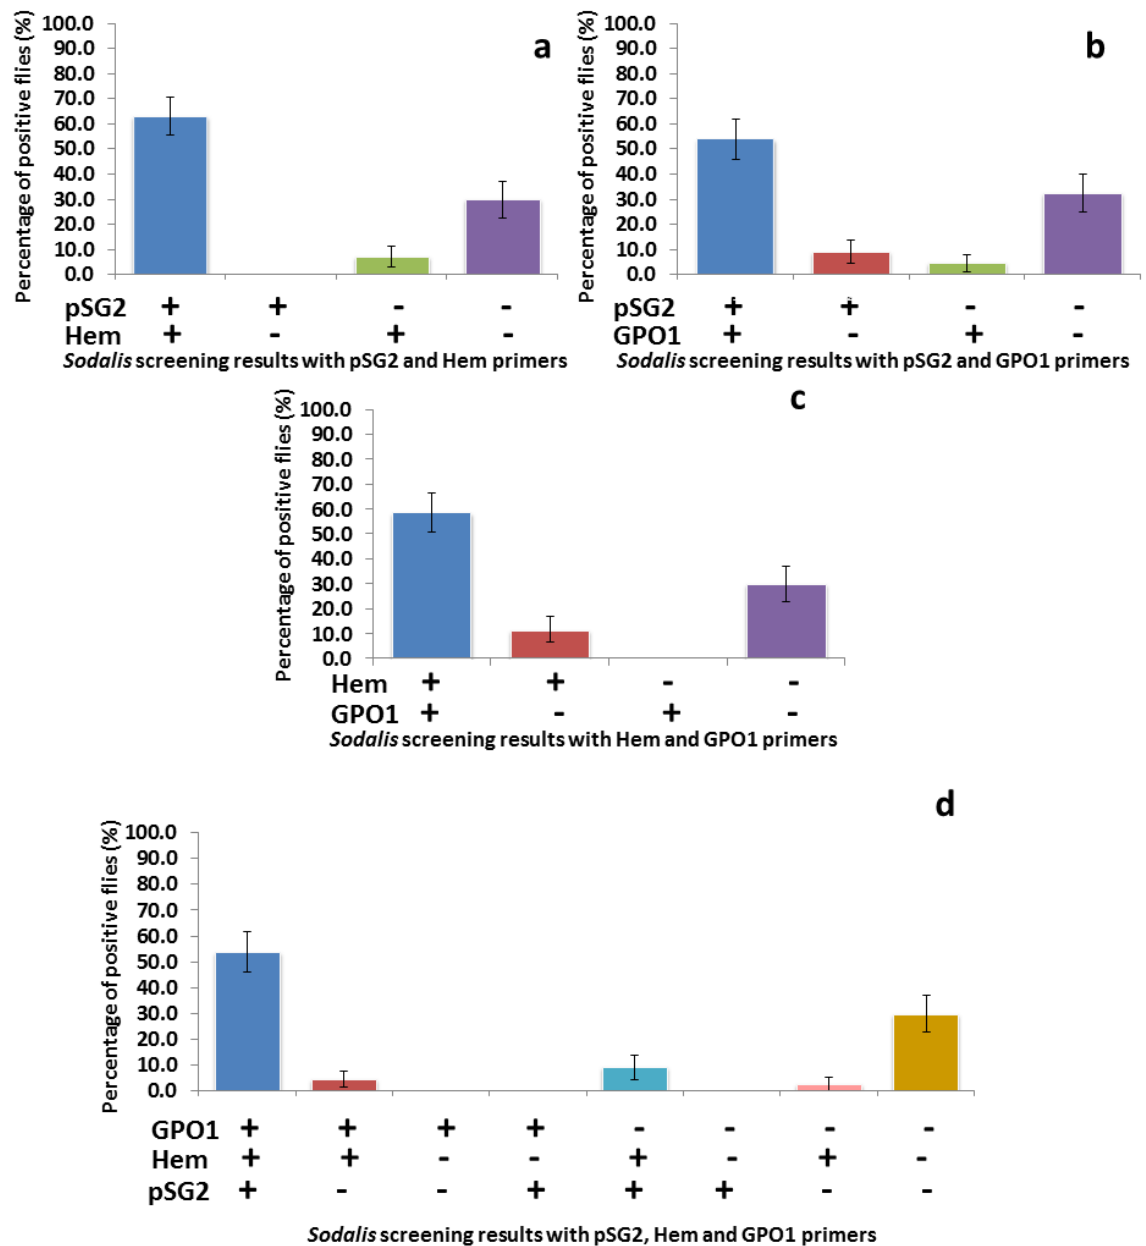 a
Percentage of positive flies (%)
100.0
90.0
80.0
70.0
60.0
50.0
40.0
30.0
20.0
10.0
0.0
pSG2 + + - -
Hem + - + -
Sodalis screening results with pSG2 and Hem primers
b
Percentage of positive flies (%)
100.0
90.0
80.0
70.0
60.0
50.0
40.0
30.0
20.0
10.0
0.0
pSG2 + + - -
GPO1 + - + -
Sodalis screening results with pSG2 and GPO1 primers
c
Percentage of positive flies (%)
100.0
90.0
80.0
70.0
60.0
50.0
40.0
30.0
20.0
10.0
0.0
Hem + + - -
GPO1 + - + -
Sodalis screening results with Hem and GPO1 primers
d
Percentage of positive flies (%)
100.0
90.0
80.0
70.0
60.0
50.0
40.0
30.0
20.0
10.0
0.0
GPO1 + + + + - - - -
Hem + + - - + - + -
pSG2 + - - + + + - -
Sodalis screening results with pSG2, Hem and GPO1 primers